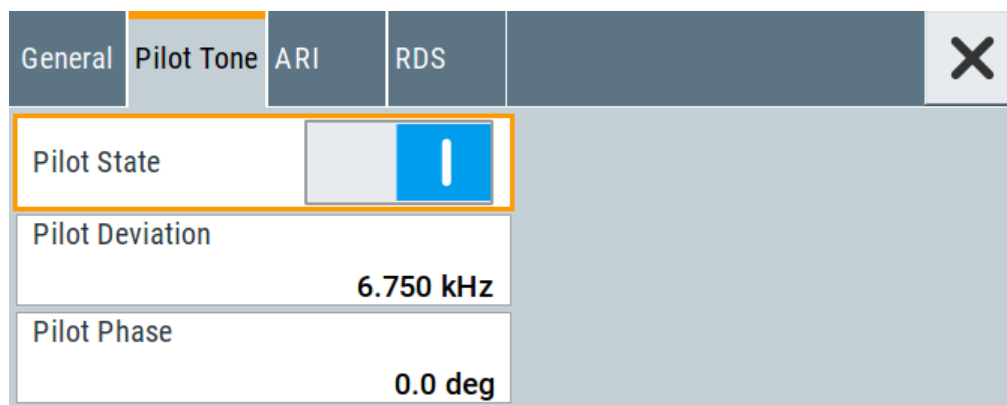 General Pilot Tone ARI RDS
Pilot State
Pilot Deviation
6.750 kHz
Pilot Phase
0.0 deg